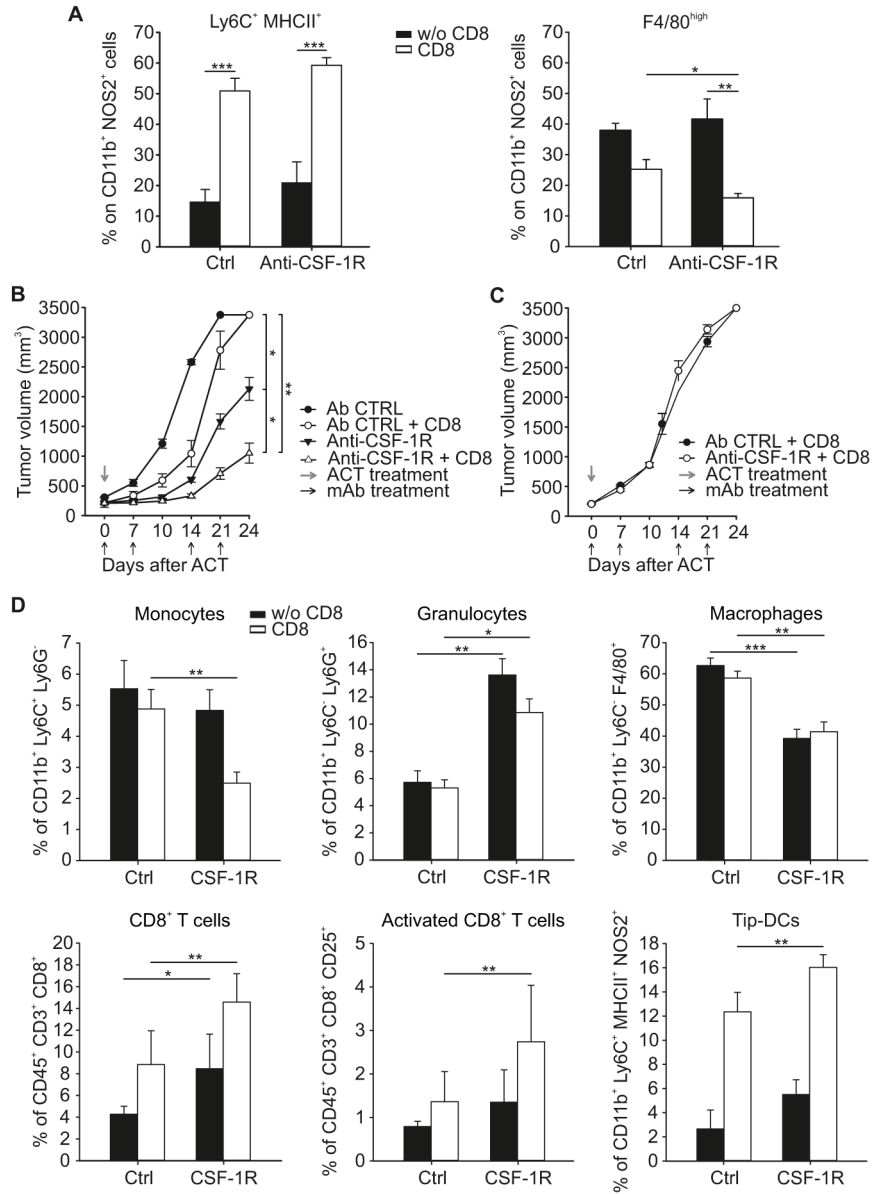 A
Ly6C⁺ MHCII⁺
% on CD11b⁺ NOS2⁺ cells
70
60
50
40
30
20
10
0
***
***
Ctrl
Anti-CSF-1R
w/o CD8
CD8
F4/80ʰⁱᵍʰ
% on CD11b⁺ NOS2⁺ cells
70
60
50
40
30
20
10
0
*
**
Ctrl
Anti-CSF-1R
B
Tumor volume (mm³)
3500
3000
2500
2000
1500
1000
500
0
0 7 10 14 21 24
Days after ACT
*
*
**
Ab CTRL
Ab CTRL + CD8
Anti-CSF-1R
Anti-CSF-1R + CD8
ACT treatment
mAb treatment
C
Tumor volume (mm³)
3500
3000
2500
2000
1500
1000
500
0
0 7 10 14 21 24
Days after ACT
Ab CTRL + CD8
Anti-CSF-1R + CD8
ACT treatment
mAb treatment
D
Monocytes
% of CD11b⁺ Ly6C⁺ Ly6G⁻
7
6
5
4
3
2
1
0
**
Ctrl
CSF-1R
w/o CD8
CD8
Granulocytes
% of CD11b⁺ Ly6C⁻ Ly6G⁺
16
14
12
10
8
6
4
2
0
*
**
Ctrl
CSF-1R
Macrophages
% of CD11b⁺ Ly6C⁻ F4/80⁺
70
60
50
40
30
20
10
0
**
***
Ctrl
CSF-1R
CD8⁺ T cells
% of CD45⁺ CD3⁺ CD8⁺
20
18
16
14
12
10
8
6
4
2
0
**
*
Ctrl
CSF-1R
Activated CD8⁺ T cells
% of CD45⁺ CD3⁺ CD8⁺ CD25⁺
5
4
3
2
1
0
**
Ctrl
CSF-1R
Tip-DCs
% of CD11b⁺ Ly6C⁺ MHCII⁺ NOS2⁺
18
16
14
12
10
8
6
4
2
0
**
Ctrl
CSF-1R